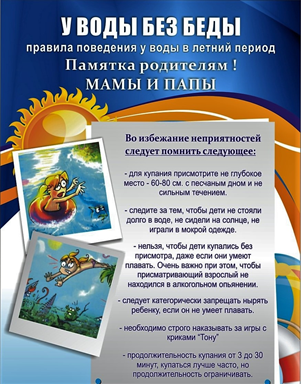 У ВОДЫ БЕЗ БЕДЫ
правила поведения у воды в летний период
Памятка родителям !
МАМЫ И ПАПЫ
Во избежание неприятностей
следует помнить следующее:
- для купания присмотрите не глубокое
место - 60-80 см. с песчаным дном и не
сильным течением.
- следите за тем, чтобы дети не стояли
долго в воде, не сидели на солнце, не
играли в мокрой одежде.
- нельзя, чтобы дети купались без
присмотра, даже если они умеют
плавать. Очень важно при этом, чтобы
присматривающий взрослый не
находился в алкогольном опьянении.
- следует категорически запрещать нырять
ребенку, если он не умеет плавать.
- необходимо строго наказывать за игры с
криками "Тону"
- продолжительность купания от 3 до 30
минут, купаться лучше часто, но
продолжительность ограничивать.